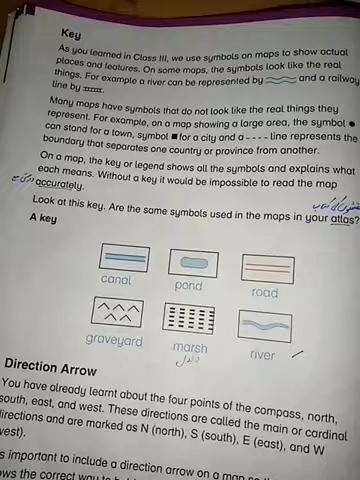 Key
As you learned in Class III, we use symbols on maps to show actual
places and features. On some maps, the symbols look like the real
things. For example a river can be represented by and a railway
line by
Many maps have symbols that do not look like the real things they
represent. For example, on a map showing a large area, the symbol ●
can stand for a town, symbol ■ for a city and a - - - - line represents the
boundary that separates one country or province from another.
On a map, the key or legend shows all the symbols and explains what
each means. Without a key it would be impossible to read the map
accurately.
Look at this key. Are the same symbols used in the maps in your atlas?
A key
canal pond road
graveyard marsh river
دلدل
Direction Arrow
You have already learnt about the four points of the compass, north,
south, east, and west. These directions are called the main or cardinal
directions and are marked as N (north), S (south), E (east), and W
west).
s important to include a direction arrow on a map
ows the correct way to